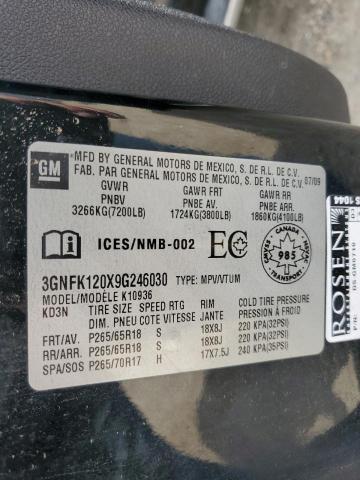 GM
MFD BY GENERAL MOTORS DE MEXICO, S. DE R.L. DE C.V.
FAB. PAR GENERAL MOTORS DE MEXICO, S. DE R.L. DE C.V.
07/09
GVWR GAWR FRT GAWR RR
PNBV PNBE AV. PNBE ARR.
3266KG(7200LB) 1724KG(3800LB) 1860KG(4100LB)
ICES/NMB-002 EC
CANADA
985
TRANSPORT
3GNFK120X9G246030 TYPE: MPV/VTUM
MODEL/MODÈLE K10936
KD3N TIRE SIZE SPEED RTG RIM COLD TIRE PRESSURE
DIM. PNEU COTE VITESSE JANTE PRESSION À FROID
FRT/AV. P265/65R18 S 18X8J 220 KPA(32PSI)
RR/ARR. P265/65R18 S 18X8J 220 KPA(32PSI)
SPA/SOS P265/70R17 H 17X7.5J 240 KPA(35PSI)
ROSEN
S 1044